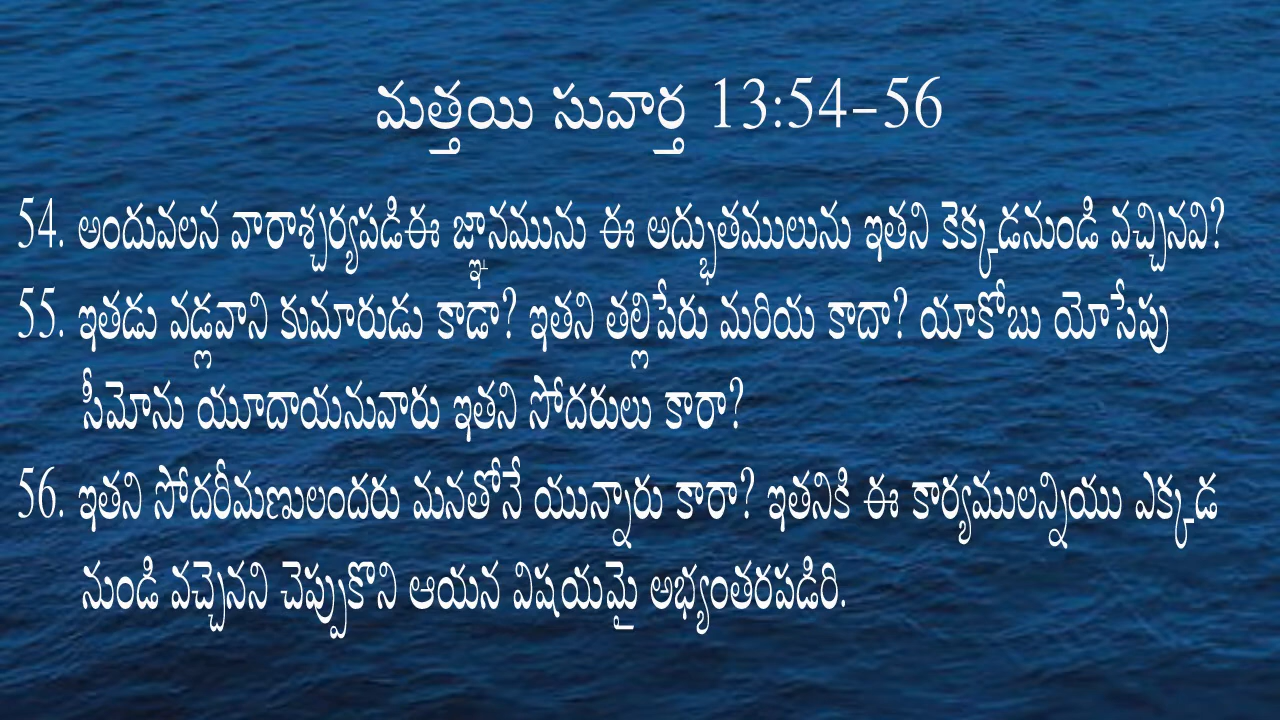 మత్తయి సువార్త 13:54-56
54. అందువలన వారాశ్చర్యపడిఈ జ్ఞానమును ఈ అద్భుతములును ఇతని కెక్కడనుండి వచ్చినవి?
55. ఇతడు వడ్లవాని కుమారుడు కాడా? ఇతని తల్లిపేరు మరియ కాదా? యాకోబు యోసేపు
సీమోను యూదాయనువారు ఇతని సోదరులు కారా?
56. ఇతని సోదరీమణులందరు మనతోనే యున్నారు కారా? ఇతనికి ఈ కార్యములన్నియు ఎక్కడ
నుండి వచ్చెనని చెప్పుకొని ఆయన విషయమై అభ్యంతరపడిరి.